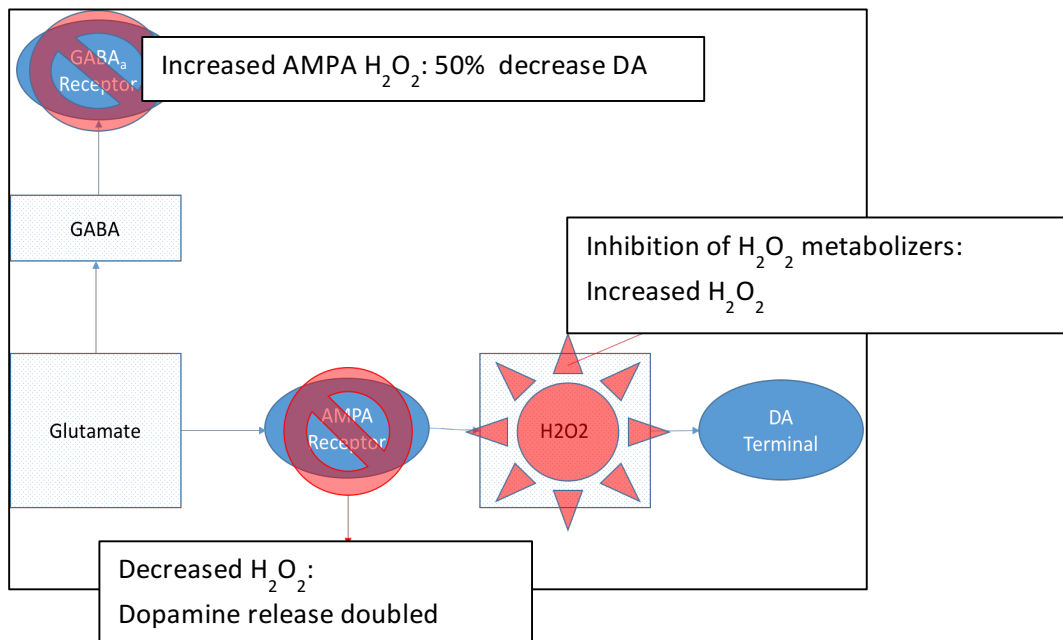 GABAₐ
Receptor
Increased AMPA H₂O₂: 50% decrease DA
GABA
Inhibition of H₂O₂ metabolizers:
Increased H₂O₂
Glutamate
AMPA
Receptor
H2O2
DA
Terminal
Decreased H₂O₂:
Dopamine release doubled